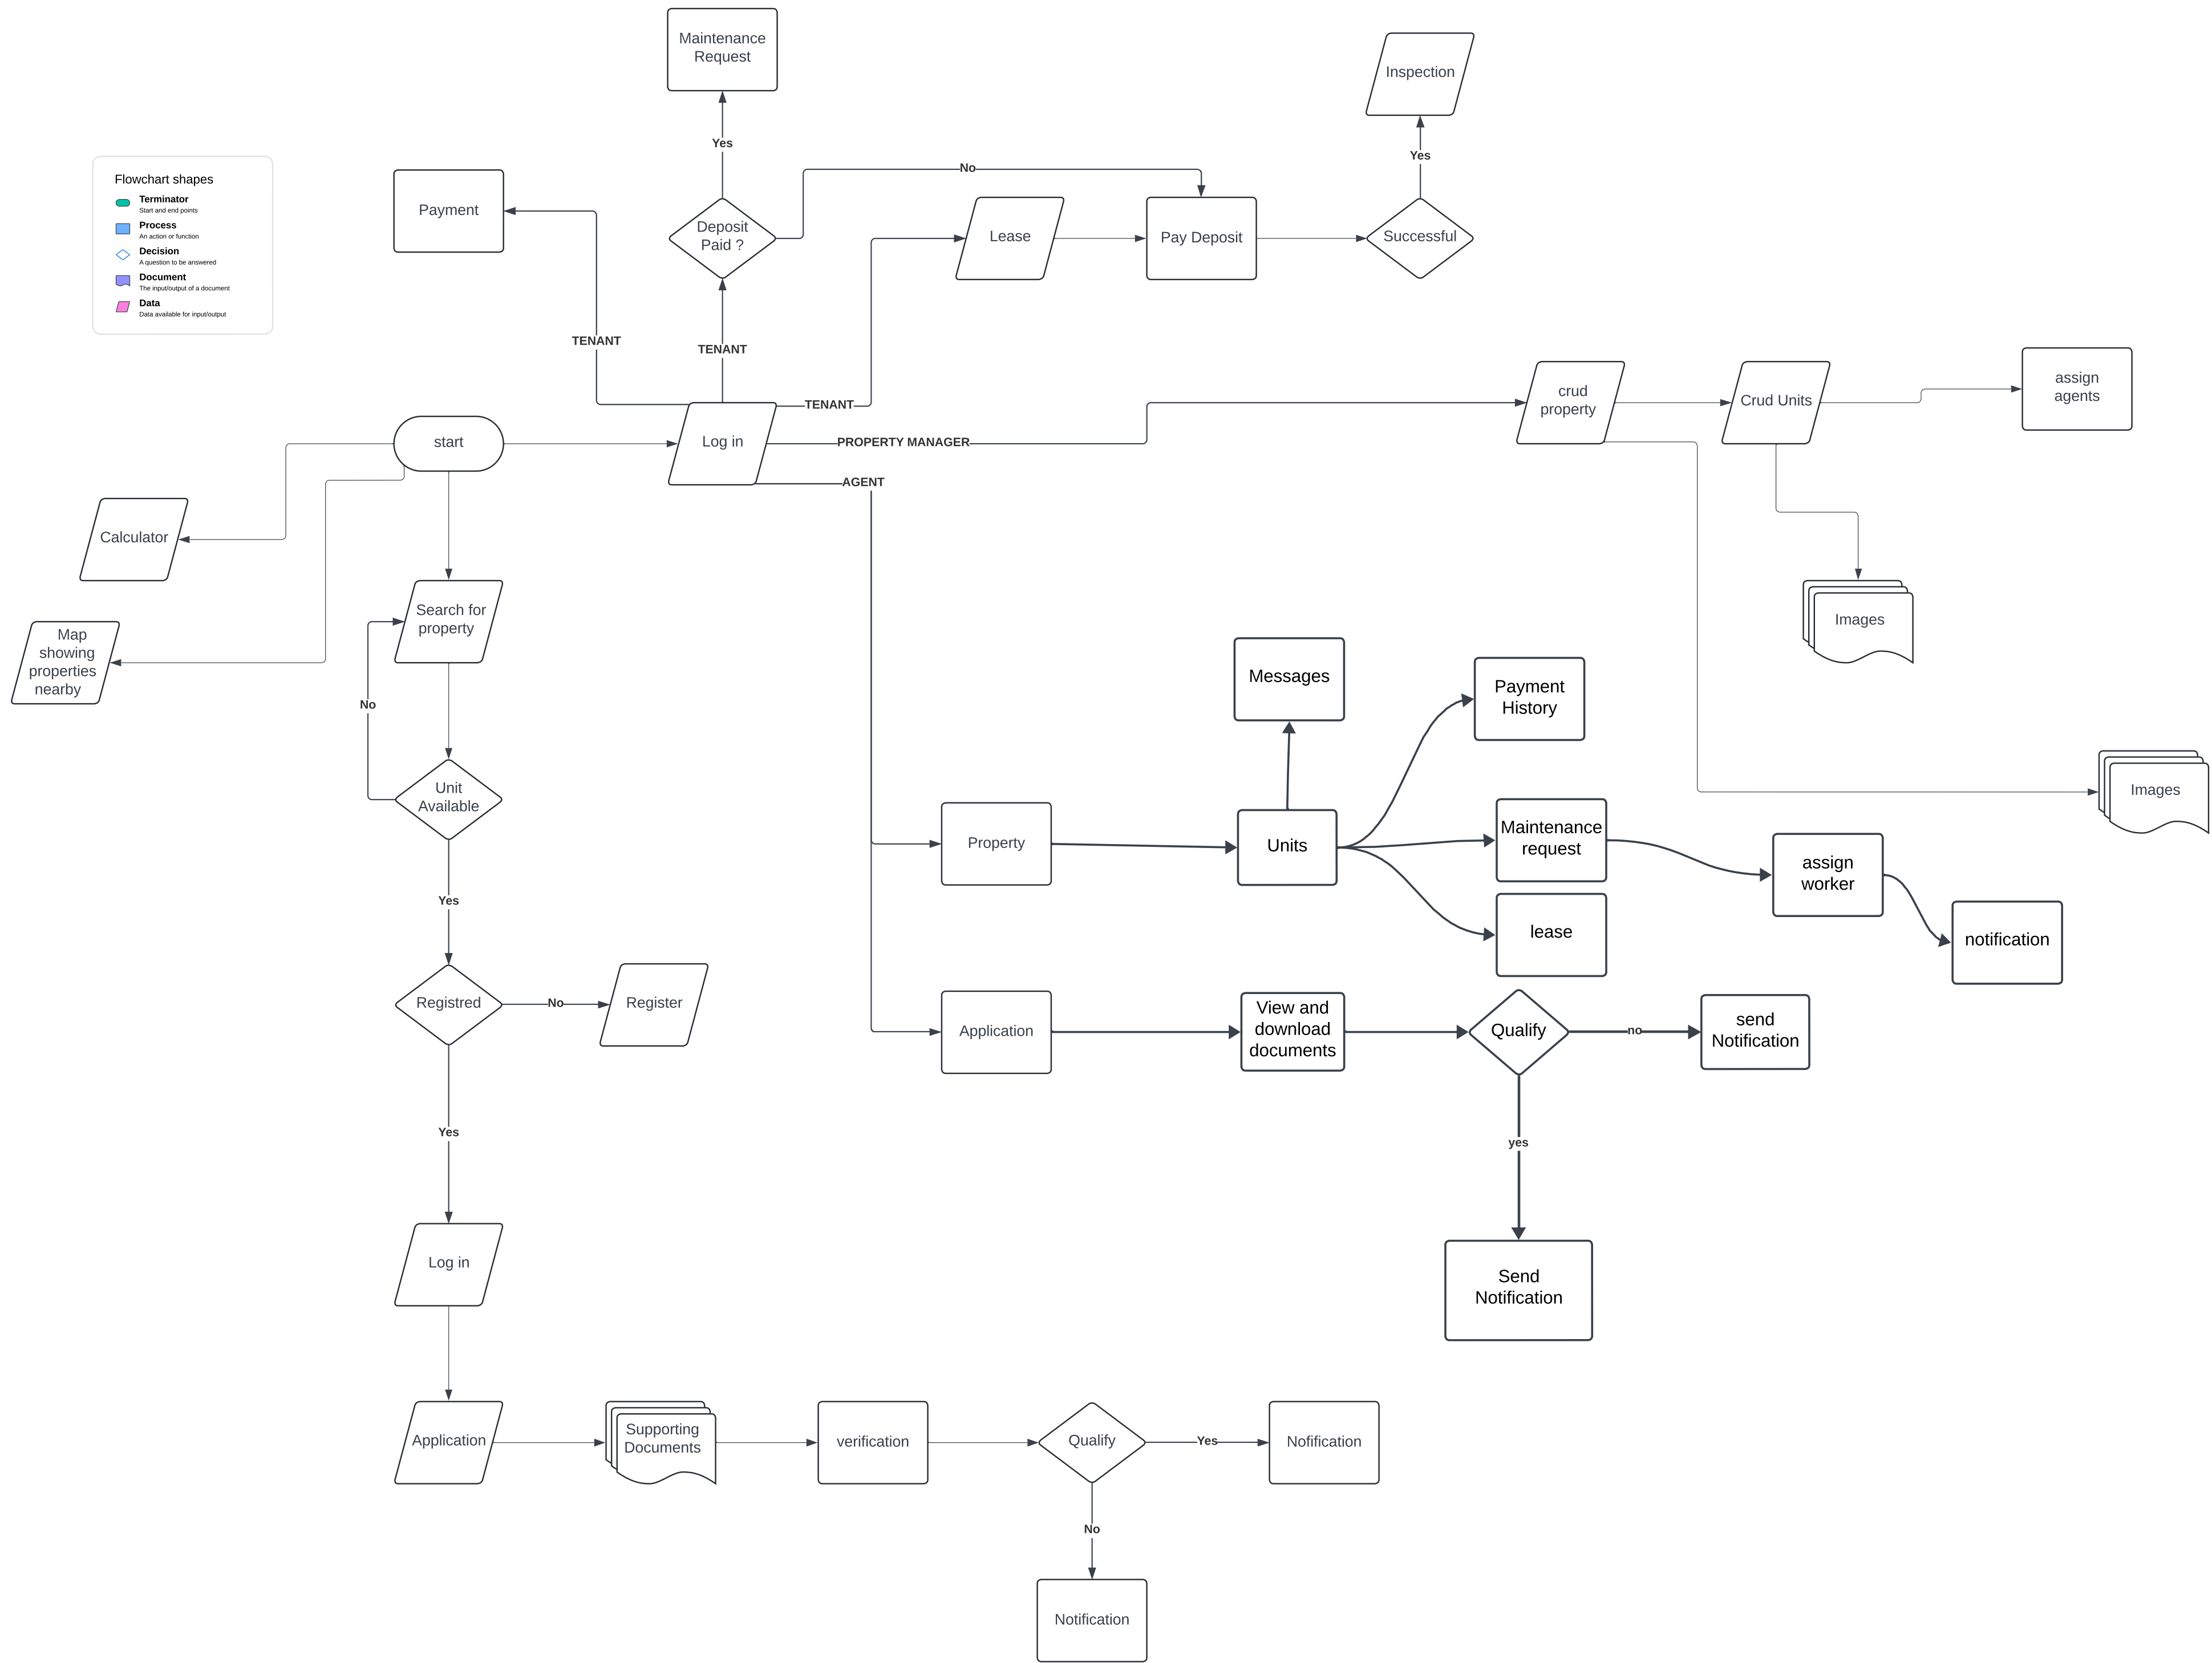 Maintenance
Request
Inspection
Yes
Yes
No
Flowchart shapes
Terminator
Start and end points
Process
An action or function
Decision
A question to be answered
Document
The input/output of a document
Data
Data available for input/output
Payment
Deposit
Paid ?
Lease
Pay Deposit
Successful
TENANT
TENANT
TENANT
crud
property
Crud Units
assign
agents
start
Log in
PROPERTY MANAGER
AGENT
Calculator
Search for
property
Images
Map
showing
properties
nearby
No
Messages
Payment
History
Unit
Available
Images
Property
Units
Maintenance
request
assign
worker
Yes
lease
notification
Registred
No
Register
Application
View and
download
documents
Qualify
no
send
Notification
Yes
yes
Log in
Send
Notification
Application
Supporting
Documents
verification
Qualify
Yes
Nofification
No
Notification